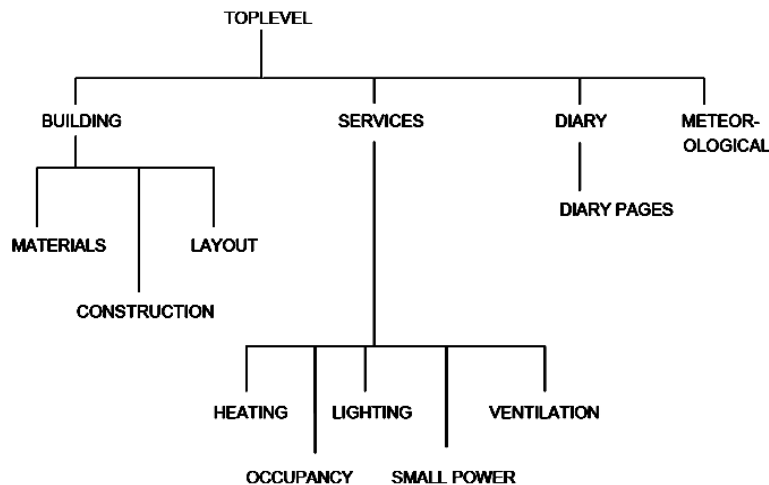 TOPLEVEL
BUILDING
SERVICES
DIARY
METEOR-
OLOGICAL
DIARY PAGES
MATERIALS
LAYOUT
CONSTRUCTION
HEATING
LIGHTING
VENTILATION
OCCUPANCY
SMALL POWER